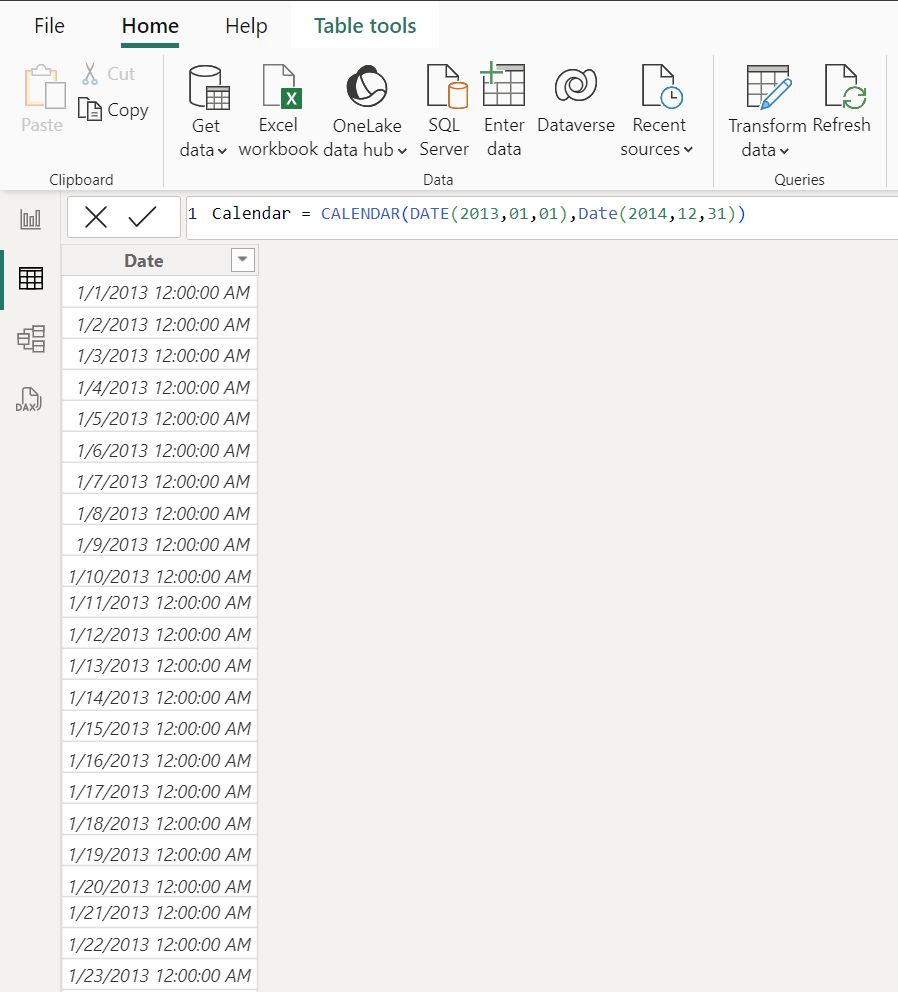 File Home Help Table tools
Paste
Cut
Copy
Clipboard
Get data
Excel workbook
OneLake data hub
SQL Server
Enter data
Dataverse
Recent sources
Data
Transform data
Refresh
Queries
1 Calendar = CALENDAR(DATE(2013,01,01),Date(2014,12,31))
DAX
Date
1/1/2013 12:00:00 AM
1/2/2013 12:00:00 AM
1/3/2013 12:00:00 AM
1/4/2013 12:00:00 AM
1/5/2013 12:00:00 AM
1/6/2013 12:00:00 AM
1/7/2013 12:00:00 AM
1/8/2013 12:00:00 AM
1/9/2013 12:00:00 AM
1/10/2013 12:00:00 AM
1/11/2013 12:00:00 AM
1/12/2013 12:00:00 AM
1/13/2013 12:00:00 AM
1/14/2013 12:00:00 AM
1/15/2013 12:00:00 AM
1/16/2013 12:00:00 AM
1/17/2013 12:00:00 AM
1/18/2013 12:00:00 AM
1/19/2013 12:00:00 AM
1/20/2013 12:00:00 AM
1/21/2013 12:00:00 AM
1/22/2013 12:00:00 AM
1/23/2013 12:00:00 AM